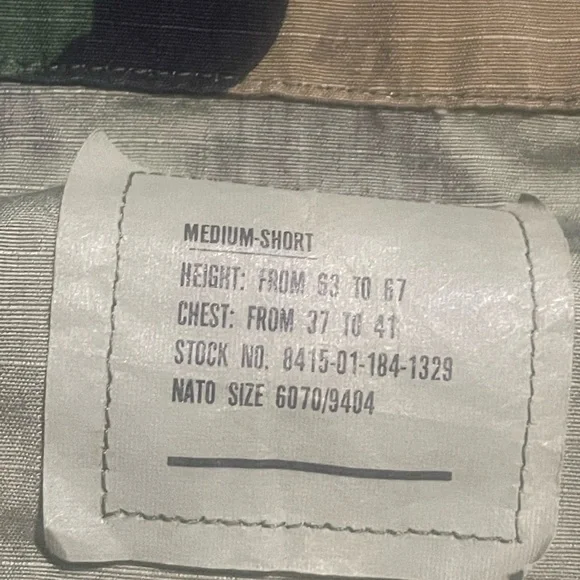 MEDIUM-SHORT
HEIGHT: FROM 63 TO 67
CHEST: FROM 37 TO 41
STOCK NO. 8415-01-184-1329
NATO SIZE 6070/9404